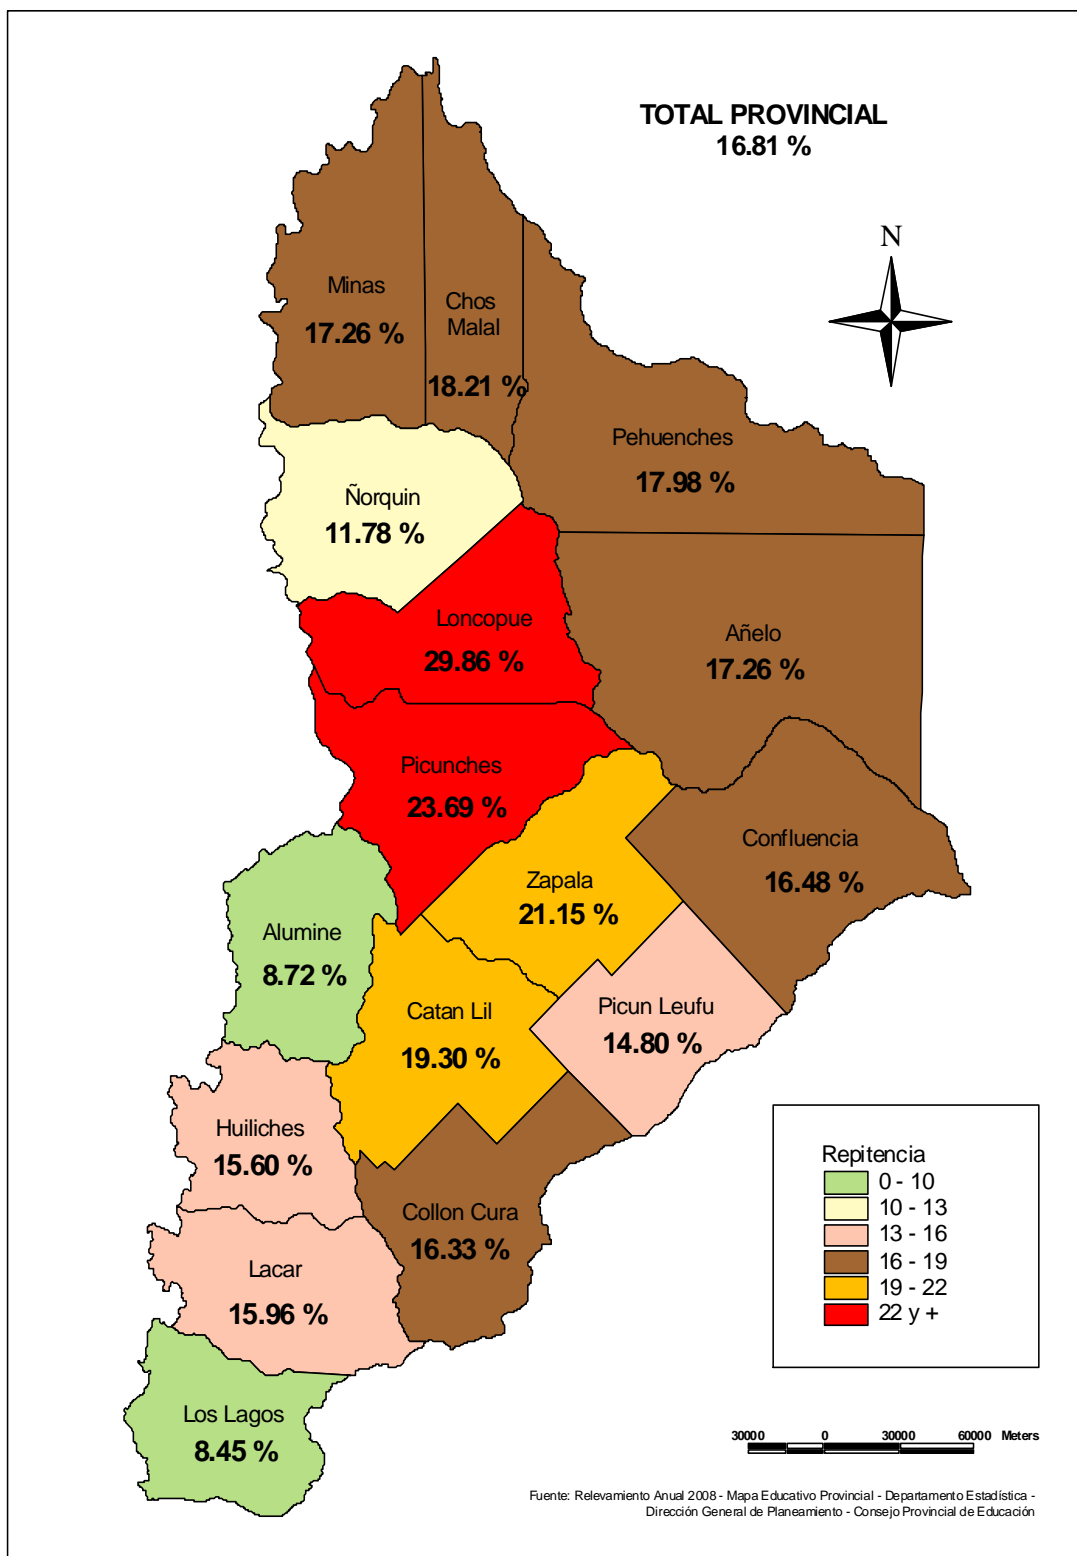 TOTAL PROVINCIAL
16.81 %
N
Minas
17.26 %
Chos
Malal
18.21 %
Pehuenches
17.98 %
Ñorquin
11.78 %
Loncopue
29.86 %
Añelo
17.26 %
Picunches
23.69 %
Confluencia
16.48 %
Zapala
21.15 %
Alumine
8.72 %
Catan Lil
19.30 %
Picun Leufu
14.80 %
Huiliches
15.60 %
Collon Cura
16.33 %
Lacar
15.96 %
Los Lagos
8.45 %
Repitencia
0 - 10
10 - 13
13 - 16
16 - 19
19 - 22
22 y +
30000 0 30000 60000 Meters
Fuente: Relevamiento Anual 2008 - Mapa Educativo Provincial - Departamento Estadística -
Dirección General de Planeamiento - Consejo Provincial de Educación